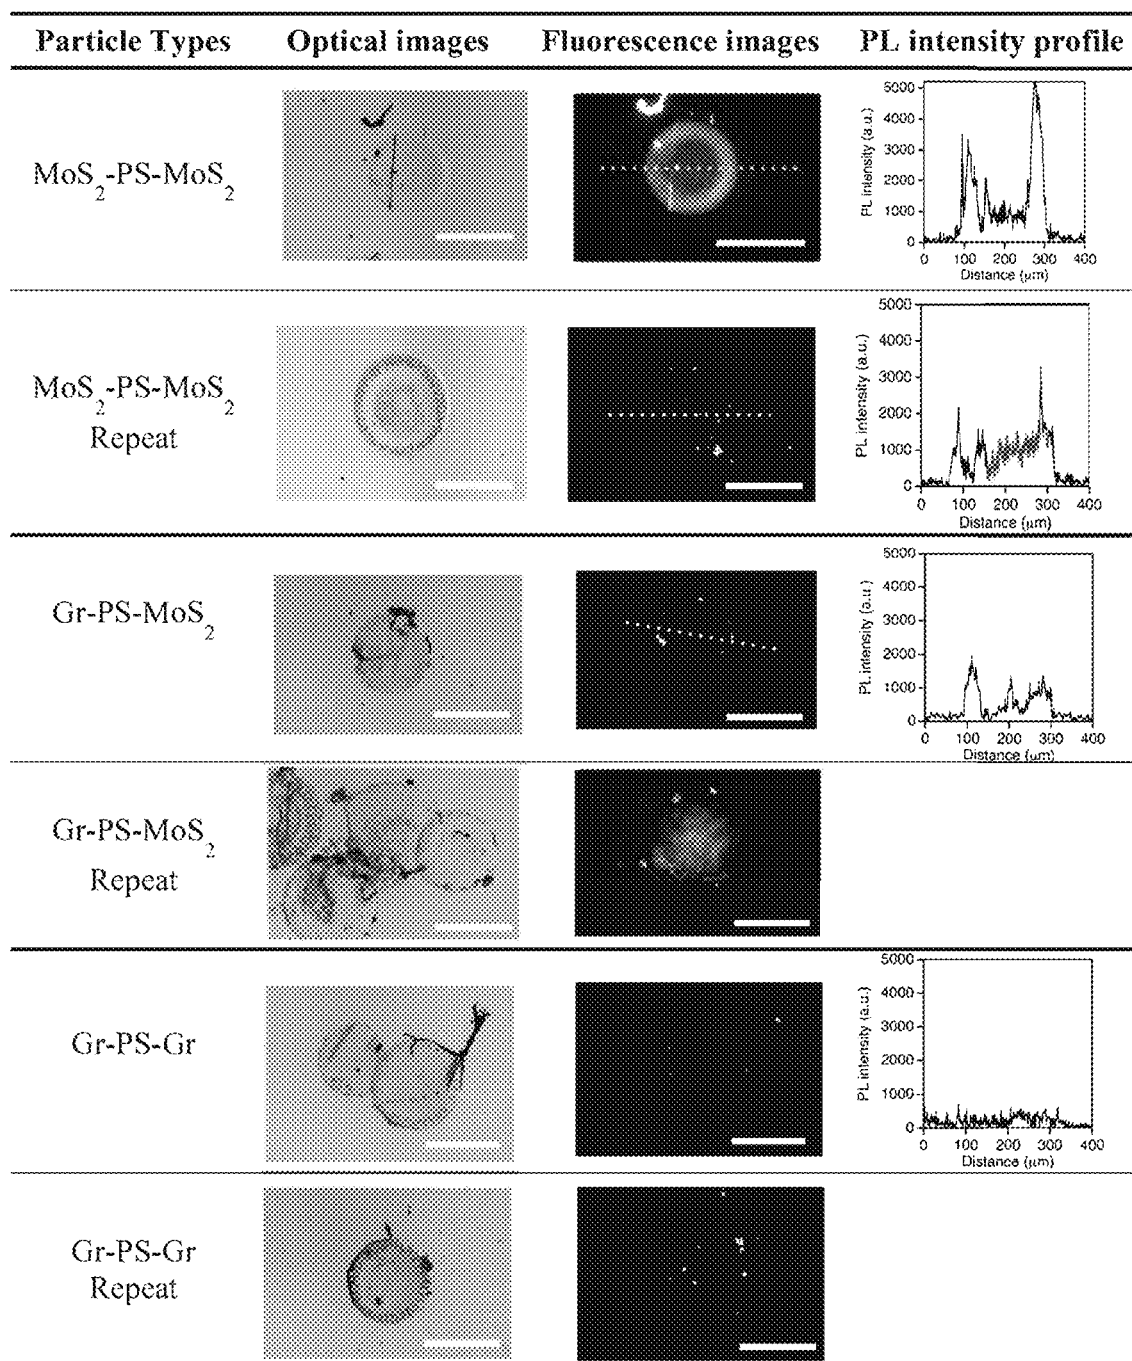 Particle Types Optical images Fluorescence images PL intensity profile
MoS2-PS-MoS2
PL intensity (a.u.)
5000
4000
3000
2000
1000
0
0 100 200 300 400
Distance (μm)
MoS2-PS-MoS2
Repeat
PL intensity (a.u.)
5000
4000
3000
2000
1000
0
0 100 200 300 400
Distance (μm)
Gr-PS-MoS2
PL intensity (a.u.)
5000
4000
3000
2000
1000
0
0 100 200 300 400
Distance (μm)
Gr-PS-MoS2
Repeat
Gr-PS-Gr
PL intensity (a.u.)
5000
4000
3000
2000
1000
0
0 100 200 300 400
Distance (μm)
Gr-PS-Gr
Repeat